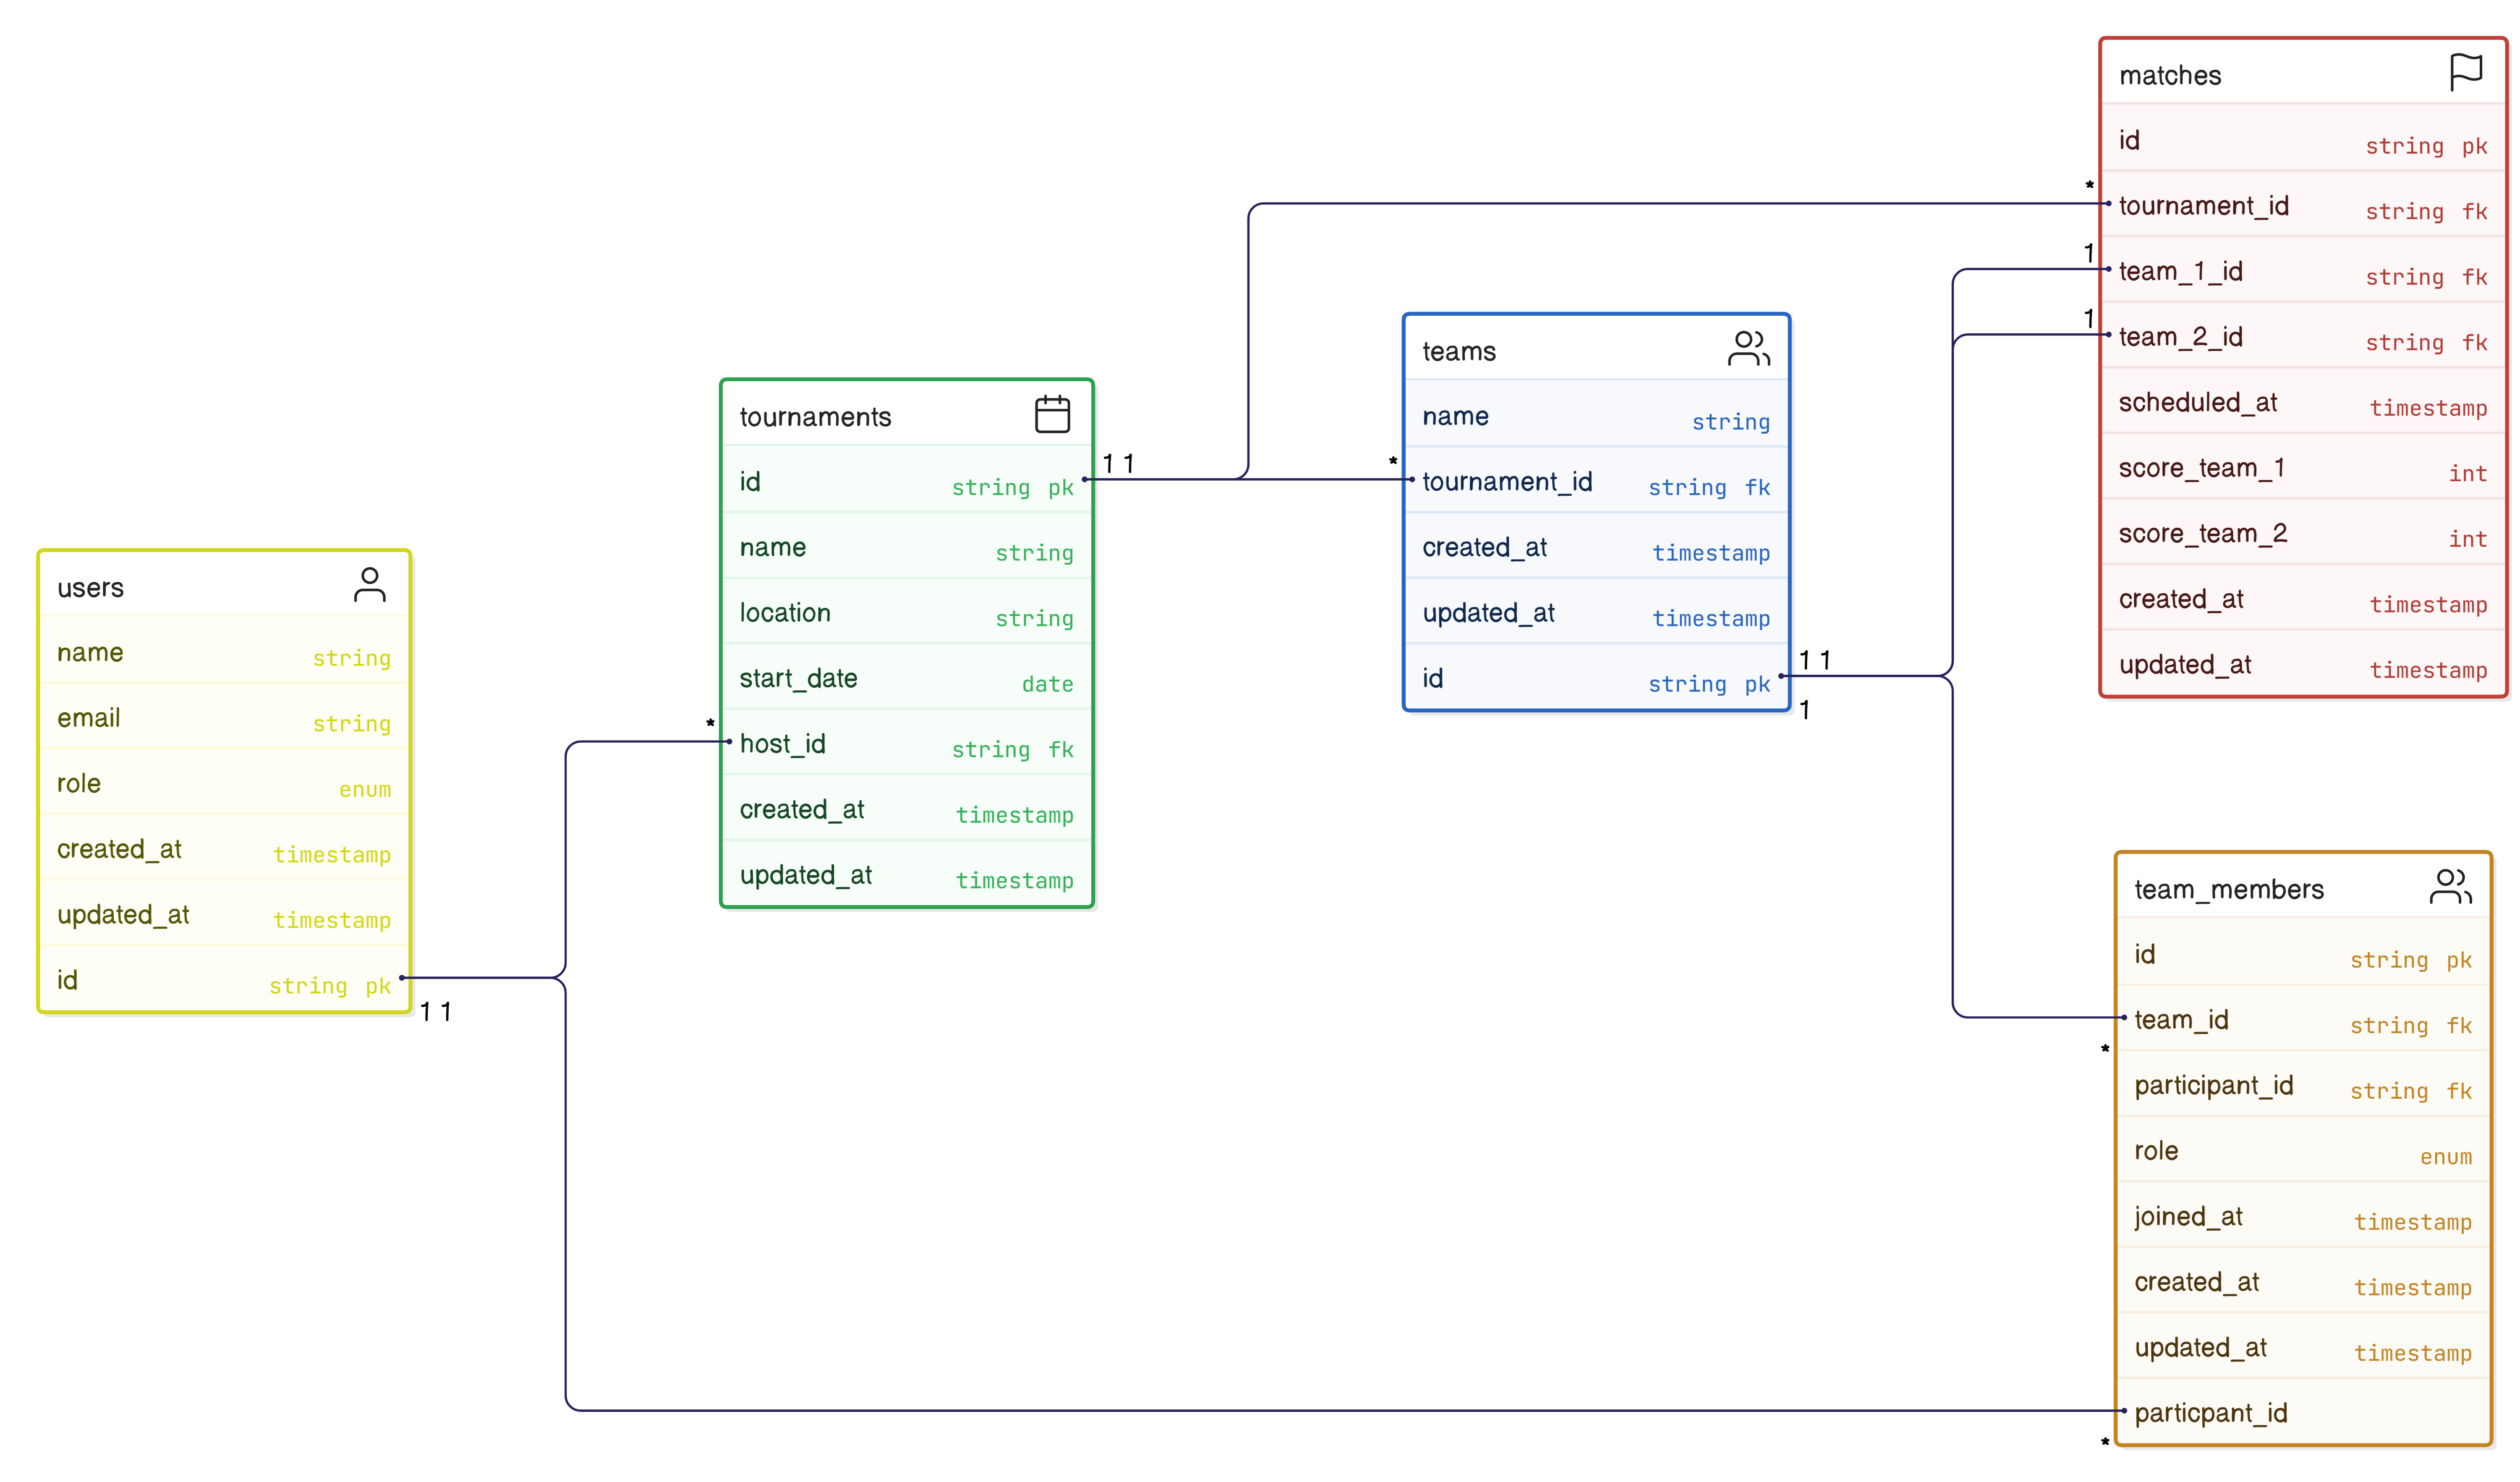 users
name string
email string
role enum
created_at timestamp
updated_at timestamp
id string pk
1 1
tournaments
id string pk
1 1
name string
location string
start_date date
*
host_id string fk
created_at timestamp
updated_at timestamp
teams
name string
*
tournament_id string fk
created_at timestamp
updated_at timestamp
1 1
id string pk
1
matches
id string pk
*
tournament_id string fk
1
team_1_id string fk
1
team_2_id string fk
scheduled_at timestamp
score_team_1 int
score_team_2 int
created_at timestamp
updated_at timestamp
team_members
id string pk
team_id string fk
*
participant_id string fk
role enum
joined_at timestamp
created_at timestamp
updated_at timestamp
particpant_id
*